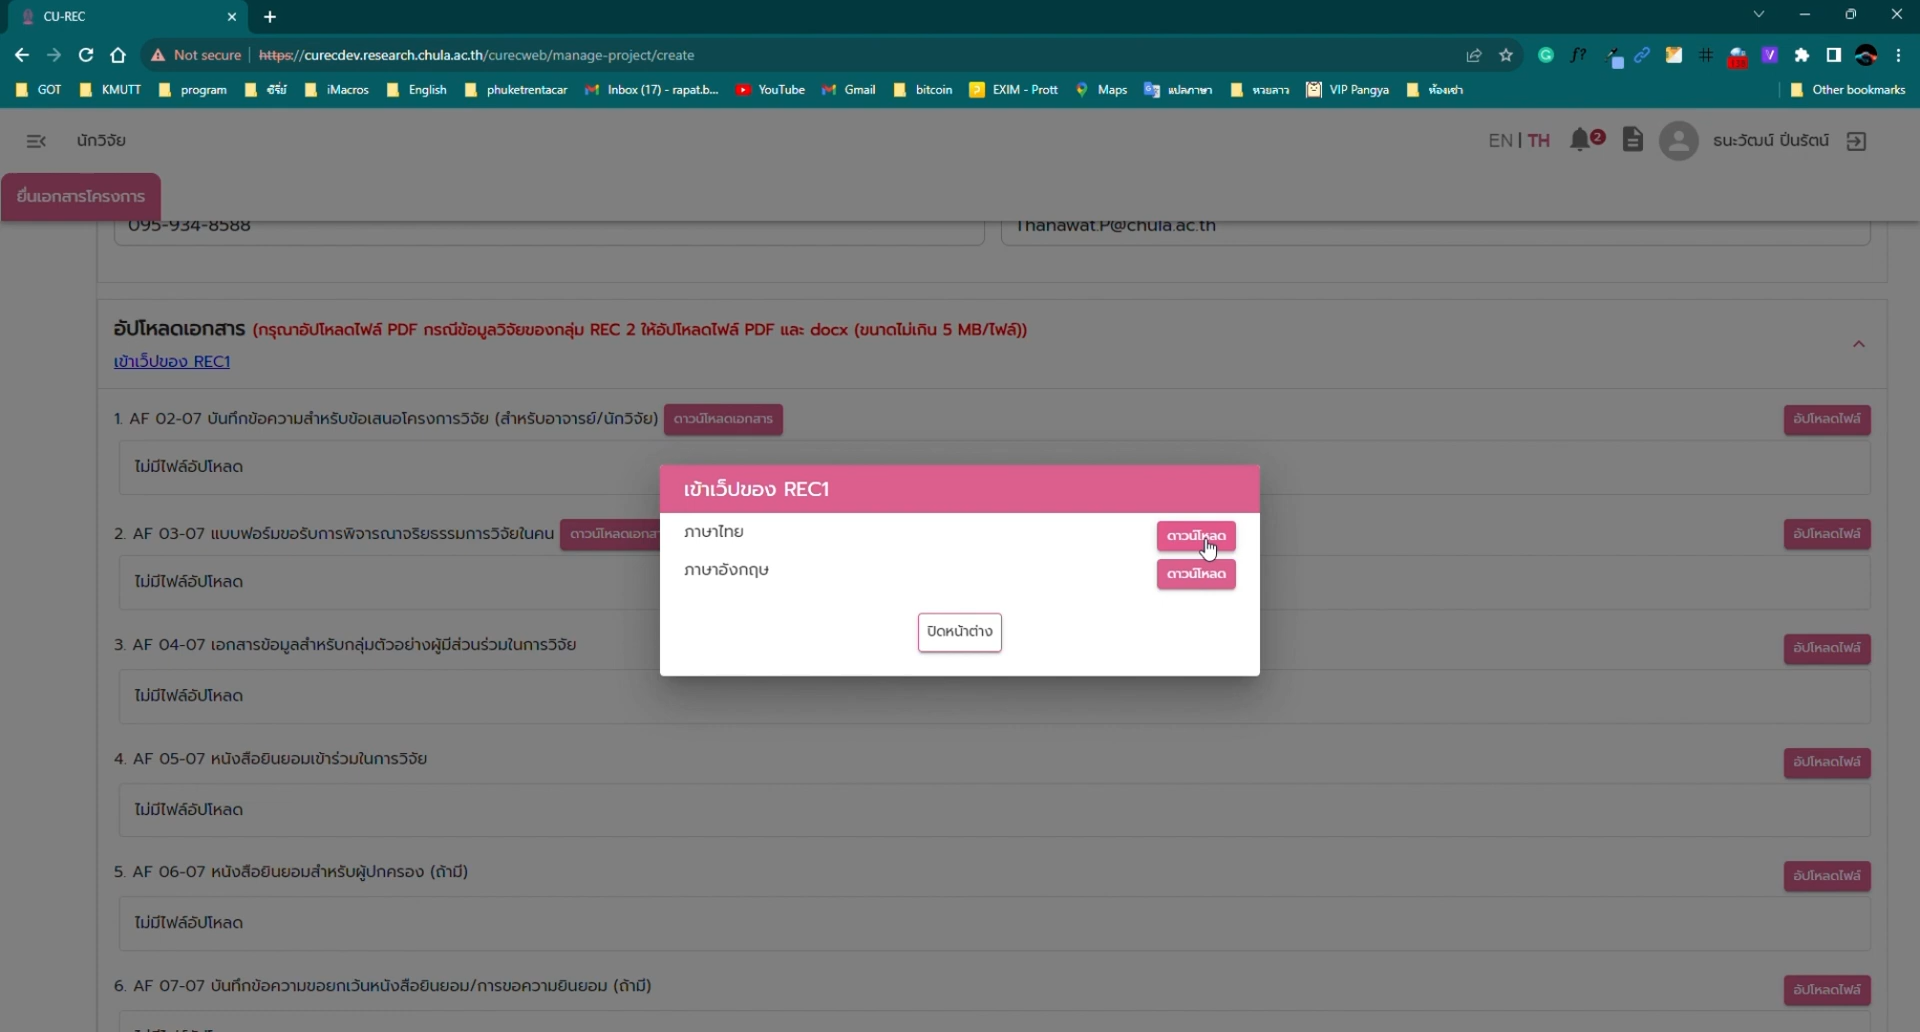 CU-REC
Not secure https://curecdev.research.chula.ac.th/curecweb/manage-project/create
GOT KMUTT program ซีรี่ย์ iMacros English phuketrentacar Inbox (17) - rapat.b... YouTube Gmail bitcoin EXIM - Prott Maps แปลภาษา หวยลาว VIP Pangya ห้องเช่า Other bookmarks
นักวิจัย EN | TH 2 ธนะวัฒน์ ปิ่นรัตน์
ยื่นเอกสารโครงการ
095-934-8588 Thanawat.P@chula.ac.th
อัปโหลดเอกสาร (กรุณาอัปโหลดไฟล์ PDF กรณีข้อมูลวิจัยของกลุ่ม REC 2 ให้อัปโหลดไฟล์ PDF และ docx (ขนาดไม่เกิน 5 MB/ไฟล์))
เข้าเว็ปของ REC1
1. AF 02-07 บันทึกข้อความสำหรับข้อเสนอโครงการวิจัย (สำหรับอาจารย์/นักวิจัย) ดาวน์โหลดเอกสาร อัปโหลดไฟล์
ไม่มีไฟล์อัปโหลด
เข้าเว็ปของ REC1
ภาษาไทย ดาวน์โหลด
ภาษาอังกฤษ ดาวน์โหลด
ปิดหน้าต่าง
2. AF 03-07 แบบฟอร์มขอรับการพิจารณาจริยธรรมการวิจัยในคน ดาวน์โหลดเอกสา อัปโหลดไฟล์
ไม่มีไฟล์อัปโหลด
3. AF 04-07 เอกสารข้อมูลสำหรับกลุ่มตัวอย่างผู้มีส่วนร่วมในการวิจัย อัปโหลดไฟล์
ไม่มีไฟล์อัปโหลด
4. AF 05-07 หนังสือยินยอมเข้าร่วมในการวิจัย อัปโหลดไฟล์
ไม่มีไฟล์อัปโหลด
5. AF 06-07 หนังสือยินยอมสำหรับผู้ปกครอง (ถ้ามี) อัปโหลดไฟล์
ไม่มีไฟล์อัปโหลด
6. AF 07-07 บันทึกข้อความขอยกเว้นหนังสือยินยอม/การขอความยินยอม (ถ้ามี) อัปโหลดไฟล์